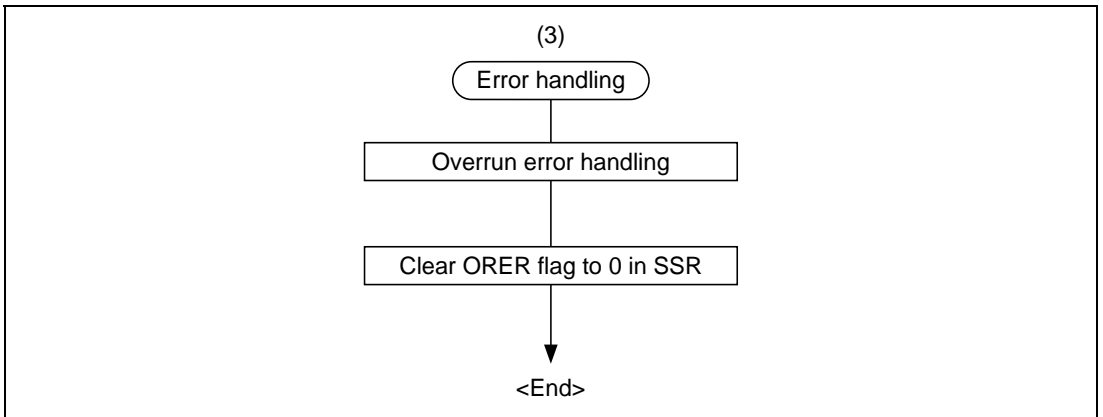 (3)
Error handling
Overrun error handling
Clear ORER flag to 0 in SSR
<End>